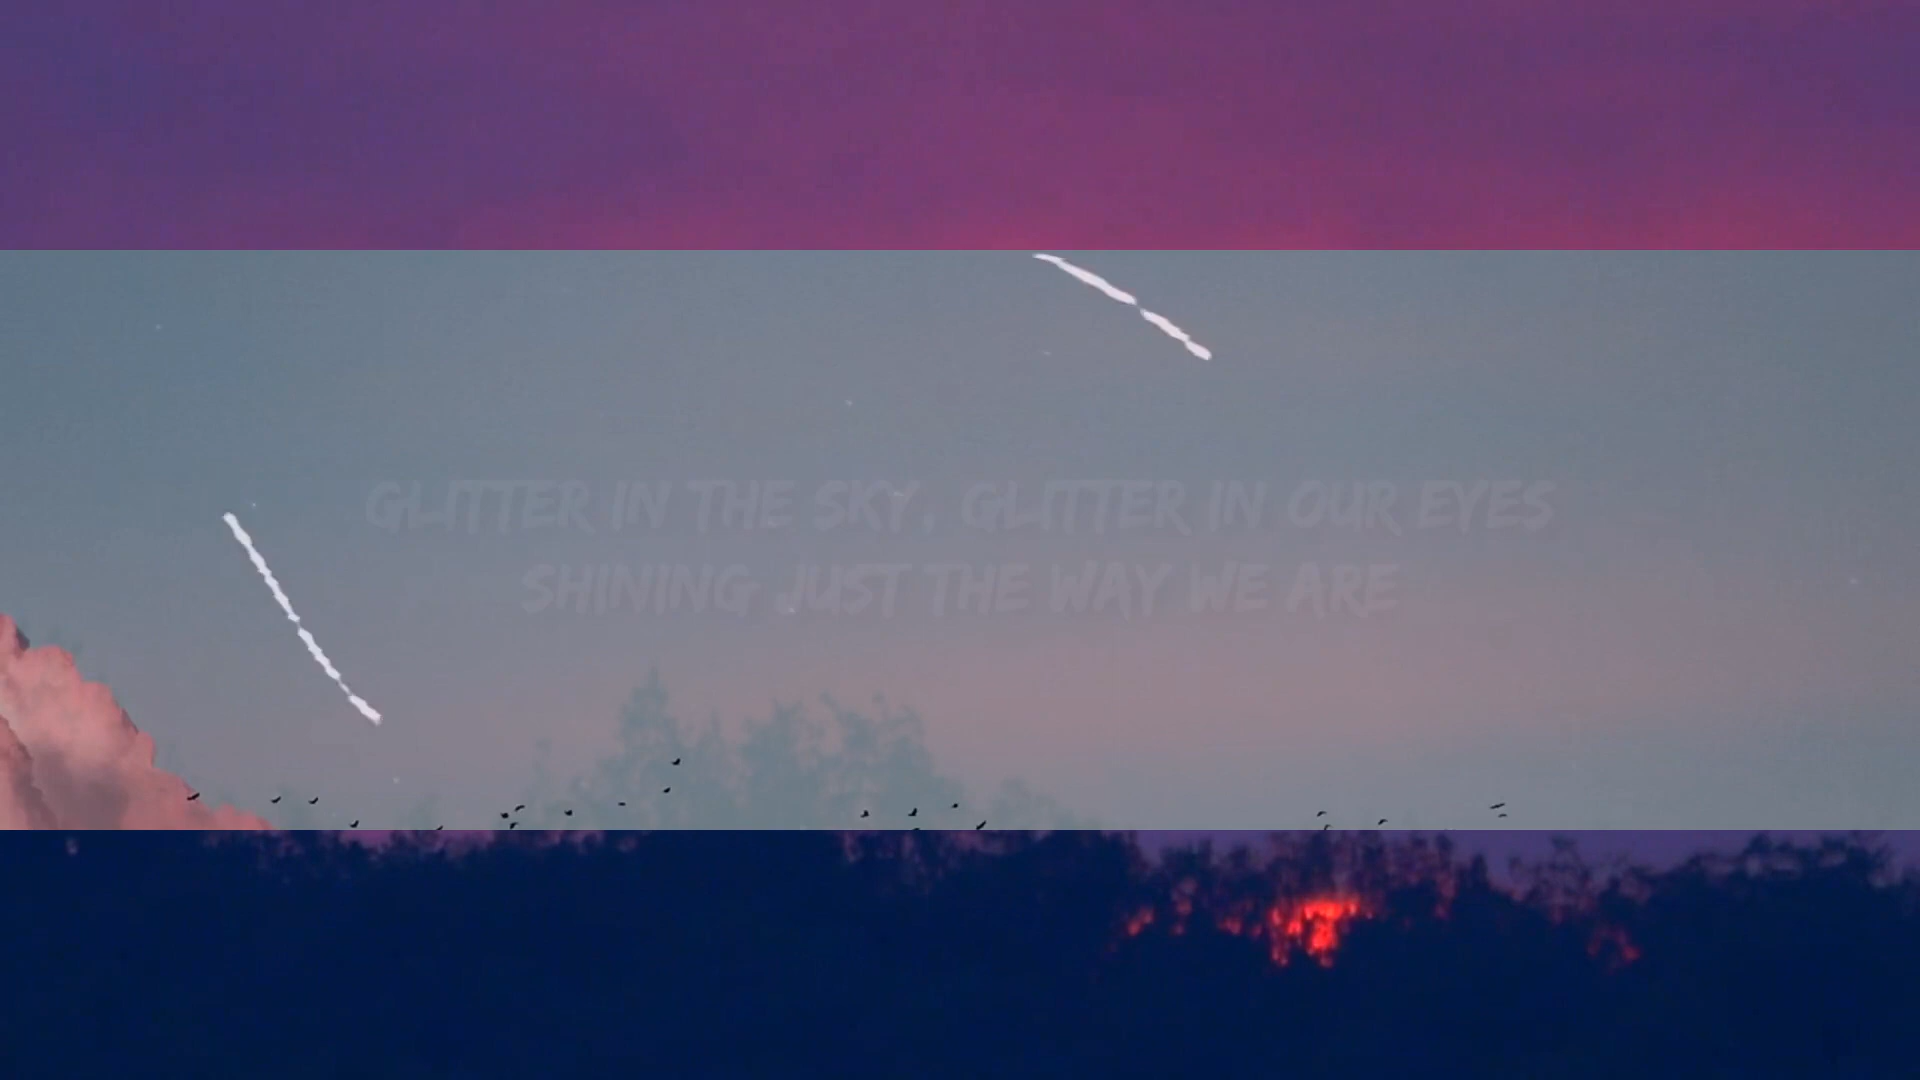 GLITTER IN THE SKY, GLITTER IN OUR EYES
SHINING JUST THE WAY WE ARE